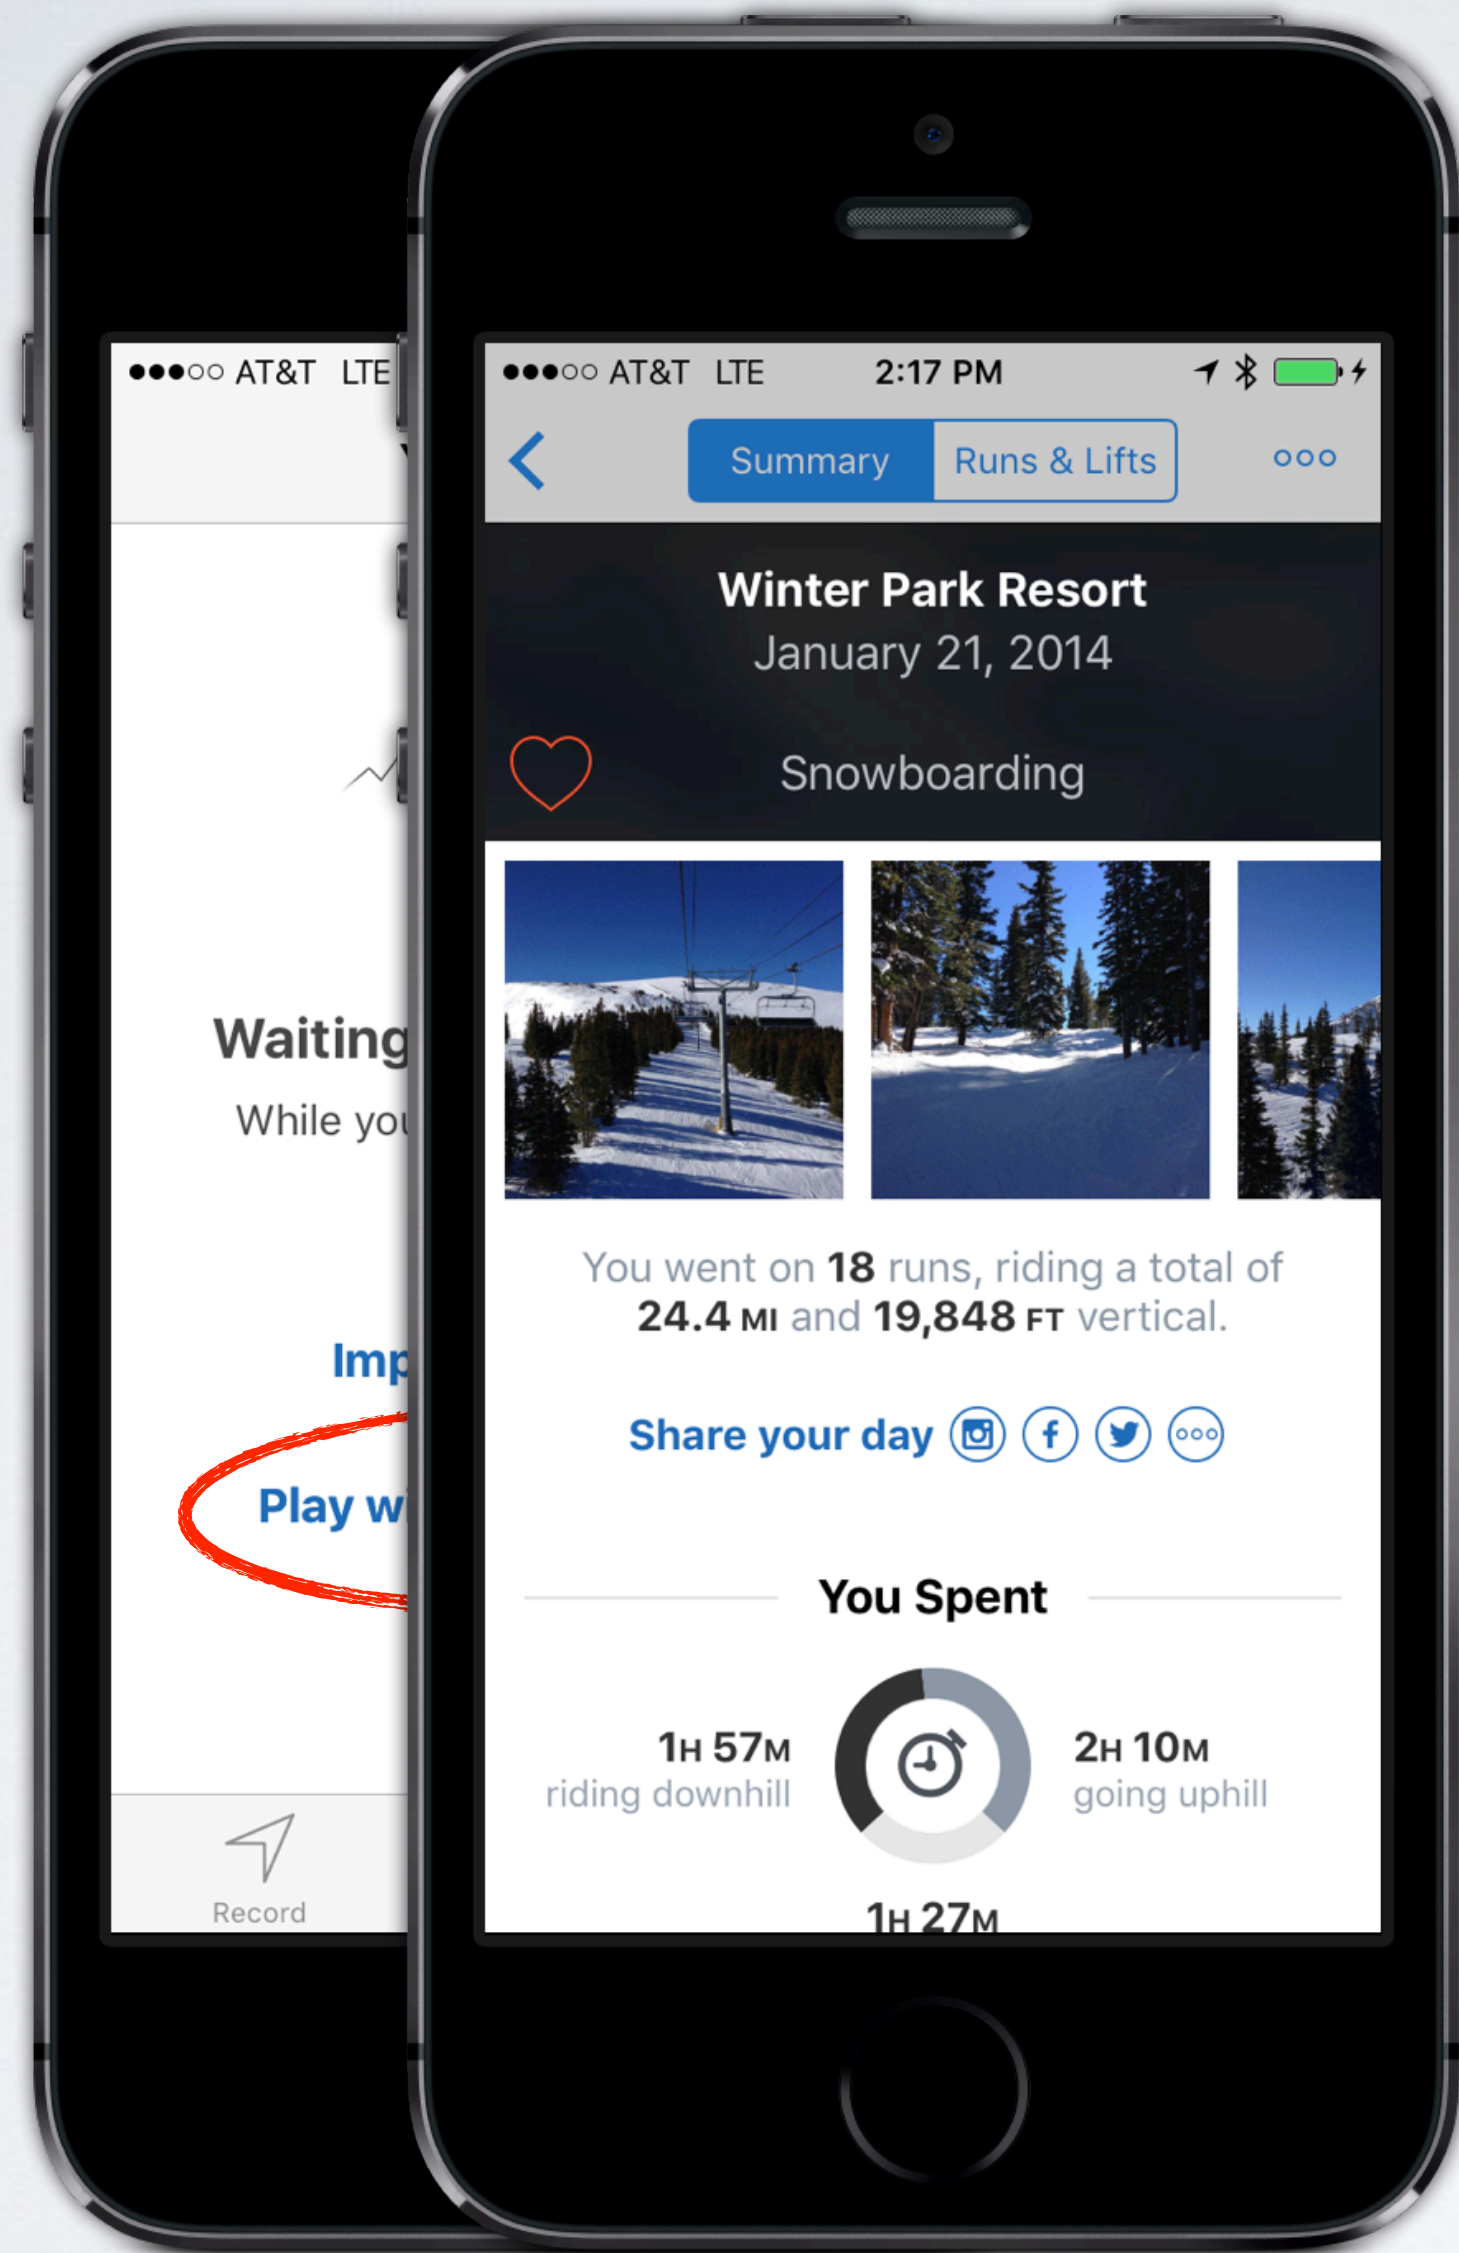 AT&T LTE
Waiting
While
Play
Record
AT&T LTE 2:17 PM
Summary Runs & Lifts
Winter Park Resort
January 21, 2014
Snowboarding
You went on 18 runs, riding a total of
24.4 MI and 19,848 FT vertical.
Share your day
You Spent
1H 57M
riding downhill
2H 10M
going uphill
1H 27M